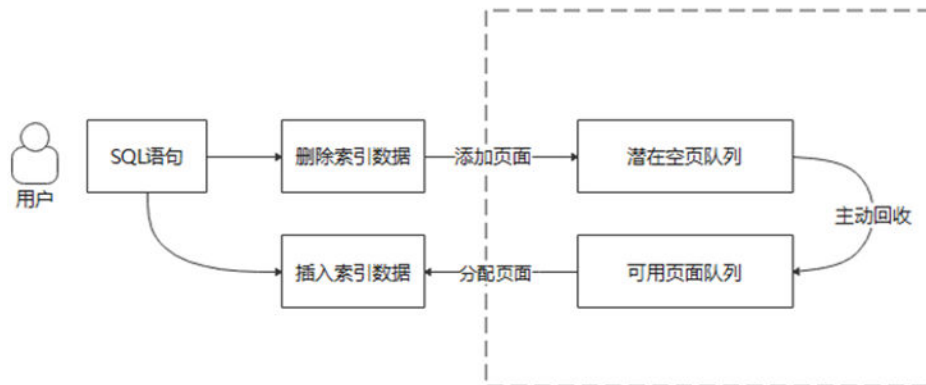 SQL语句
删除索引数据
添加页面
潜在空页队列
用户
主动回收
插入索引数据
分配页面
可用页面队列